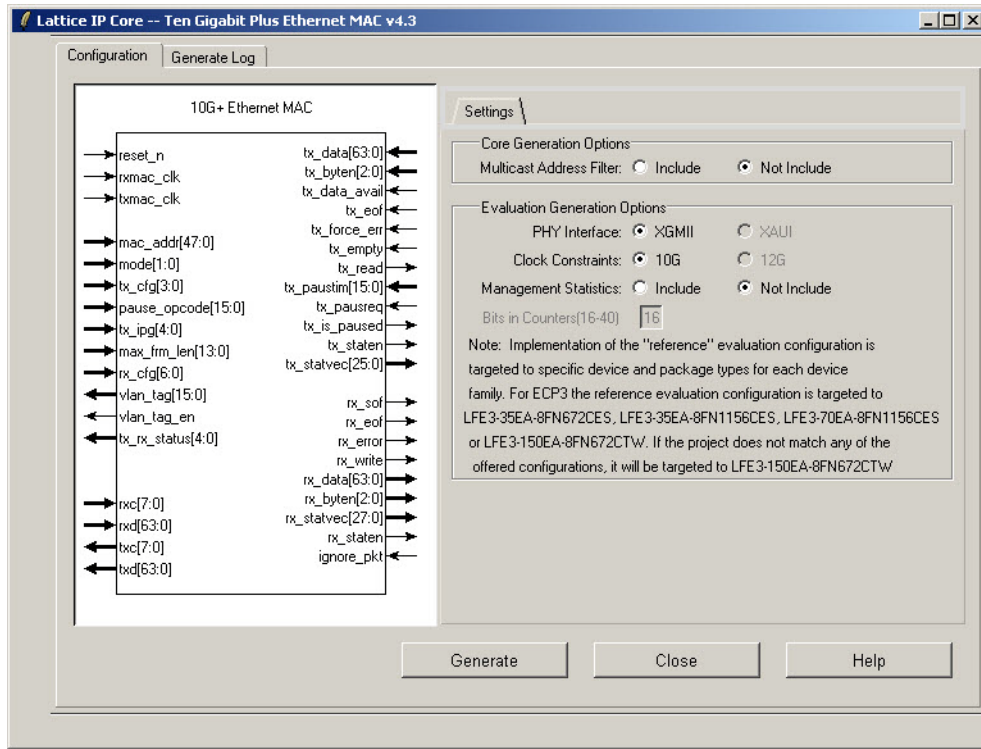 Lattice IP Core -- Ten Gigabit Plus Ethernet MAC v4.3
Configuration Generate Log
10G+ Ethernet MAC
reset_n
rxmac_clk
txmac_clk
mac_addr[47:0]
mode[1:0]
tx_cfg[3:0]
pause_opcode[15:0]
tx_ipg[4:0]
max_frm_len[13:0]
rx_cfg[6:0]
vlan_tag[15:0]
vlan_tag_en
tx_rx_status[4:0]
rxc[7:0]
rxd[63:0]
txc[7:0]
txd[63:0]
tx_data[63:0]
tx_byten[2:0]
tx_data_avail
tx_eof
tx_force_err
tx_empty
tx_read
tx_paustim[15:0]
tx_pausreq
tx_is_paused
tx_staten
tx_statvec[25:0]
rx_sof
rx_eof
rx_error
rx_write
rx_data[63:0]
rx_byten[2:0]
rx_statvec[27:0]
rx_staten
ignore_pkt
Settings
Core Generation Options
Multicast Address Filter: Include Not Include
Evaluation Generation Options
PHY Interface: XGMII XAUI
Clock Constraints: 10G 12G
Management Statistics: Include Not Include
Bits in Counters(16-40) 16
Note: Implementation of the "reference" evaluation configuration is
targeted to specific device and package types for each device
family. For ECP3 the reference evaluation configuration is targeted to
LFE3-35EA-8FN672CES, LFE3-35EA-8FN1156CES, LFE3-70EA-8FN1156CES
or LFE3-150EA-8FN672CTW. If the project does not match any of the
offered configurations, it will be targeted to LFE3-150EA-8FN672CTW
Generate Close Help